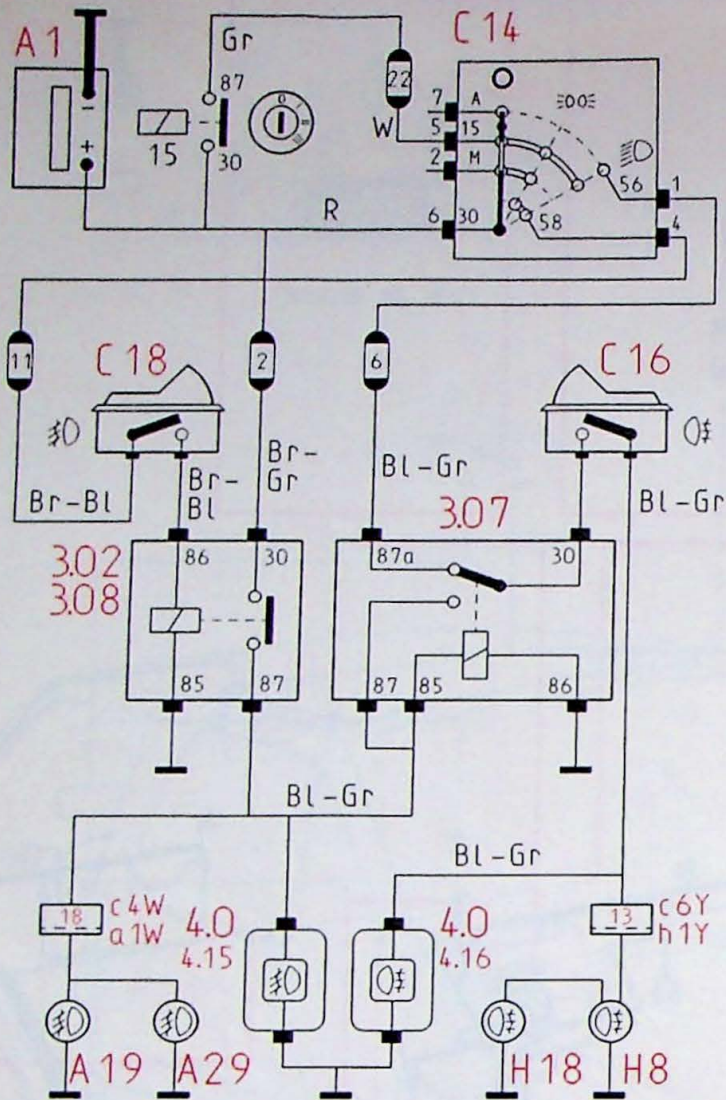 A1
Gr
C14
87
22
7 A
W
5 15
15
30
2 M
56
1
R
6 30
58
4
11
C18
2
6
C16
Br-Bl
Br-
Bl
Br-
Gr
Bl-Gr
Bl-Gr
3.07
3.02
3.08
86
30
87a
30
85
87
87
85
86
Bl-Gr
Bl-Gr
18
c4W
a1W
4.0
4.15
4.0
4.16
13
c6Y
h1Y
A19
A29
H18
H8